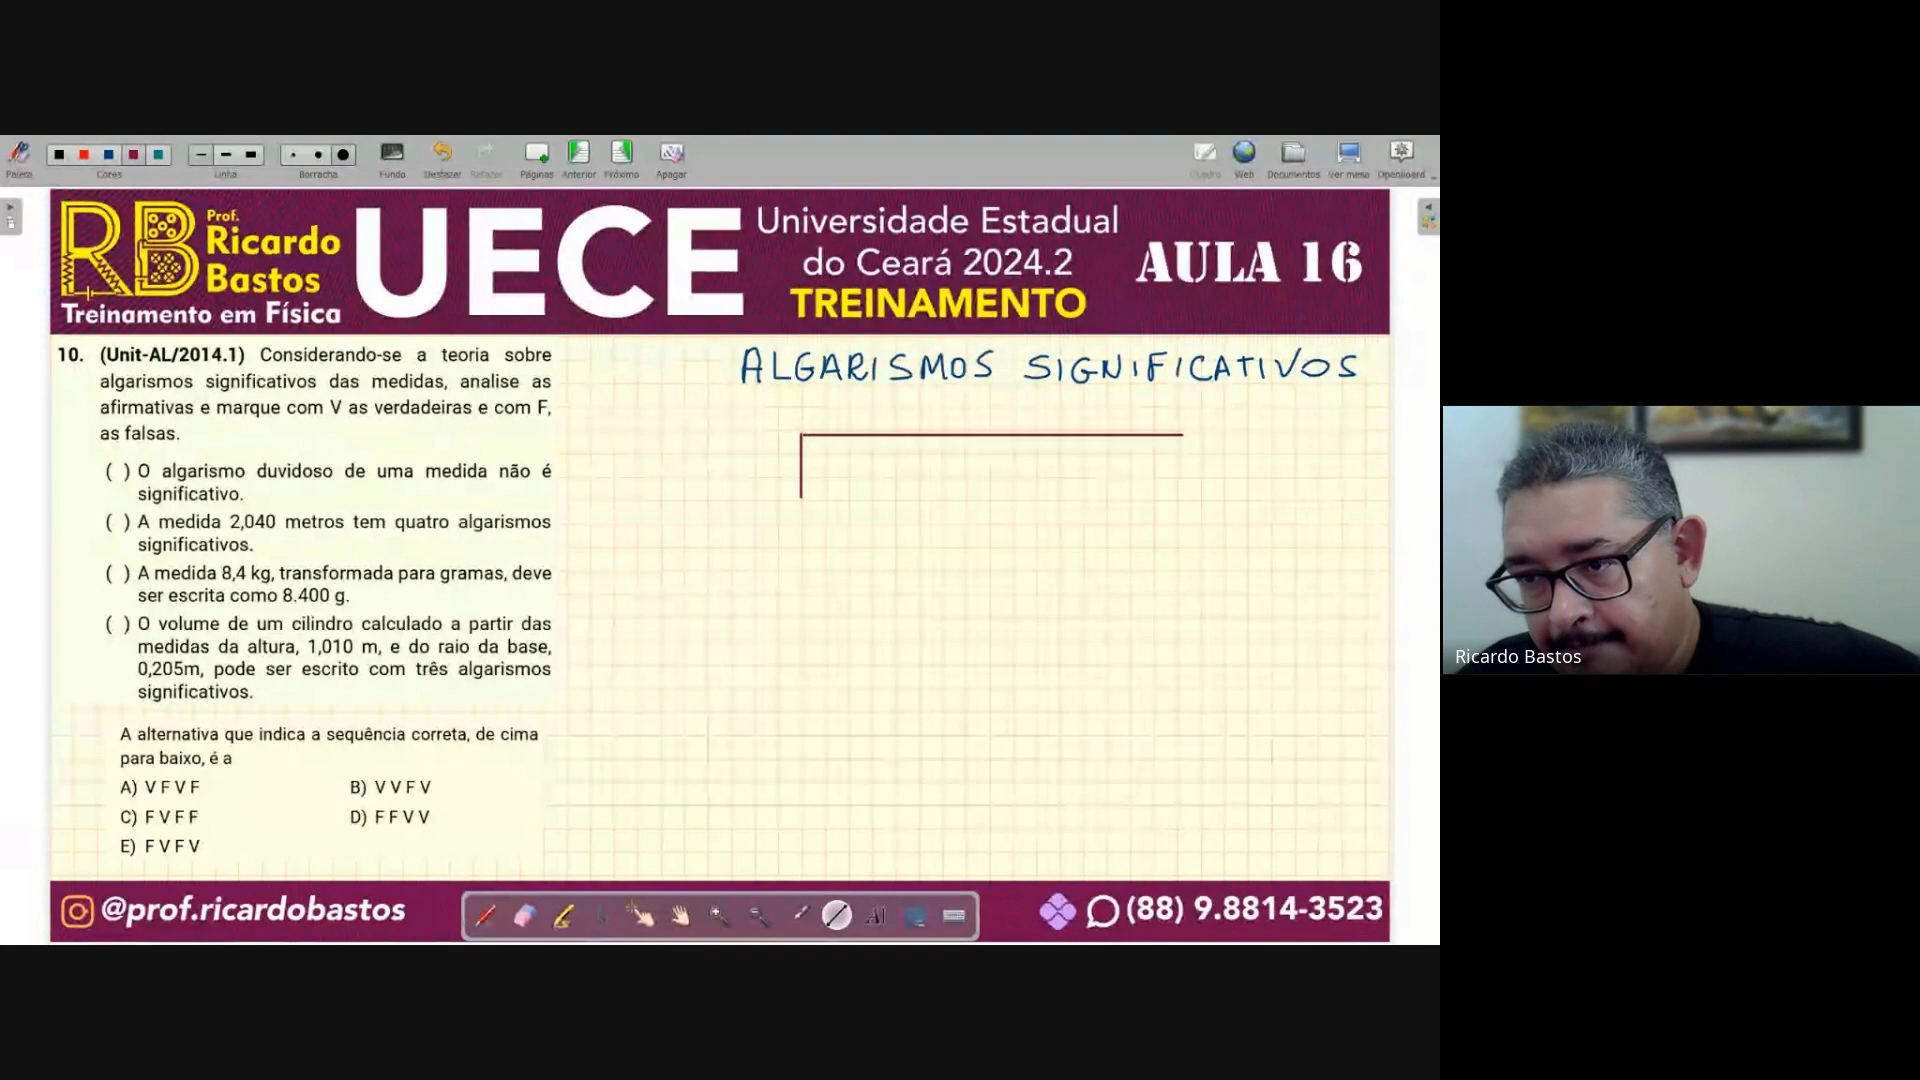 Paleta
Cores
Linha
Borracha
Fundo
Desfazer
Refazer
Páginas
Anterior
Próximo
Apagar
Quadro
Web
Documentos
Ver mesa
OpenBoard
RB
Prof.
Ricardo
Bastos
Treinamento em Física
UECE
Universidade Estadual
do Ceará 2024.2
TREINAMENTO
AULA 16
10. (Unit-AL/2014.1) Considerando-se a teoria sobre
algarismos significativos das medidas, analise as
afirmativas e marque com V as verdadeiras e com F,
as falsas.
( ) O algarismo duvidoso de uma medida não é
significativo.
( ) A medida 2,040 metros tem quatro algarismos
significativos.
( ) A medida 8,4 kg, transformada para gramas, deve
ser escrita como 8.400 g.
( ) O volume de um cilindro calculado a partir das
medidas da altura, 1,010 m, e do raio da base,
0,205m, pode ser escrito com três algarismos
significativos.
A alternativa que indica a sequência correta, de cima
para baixo, é a
A) V F V F
B) V V F V
C) F V F F
D) F F V V
E) F V F V
ALGARISMOS SIGNIFICATIVOS
Ricardo Bastos
@prof.ricardobastos
(88) 9.8814-3523